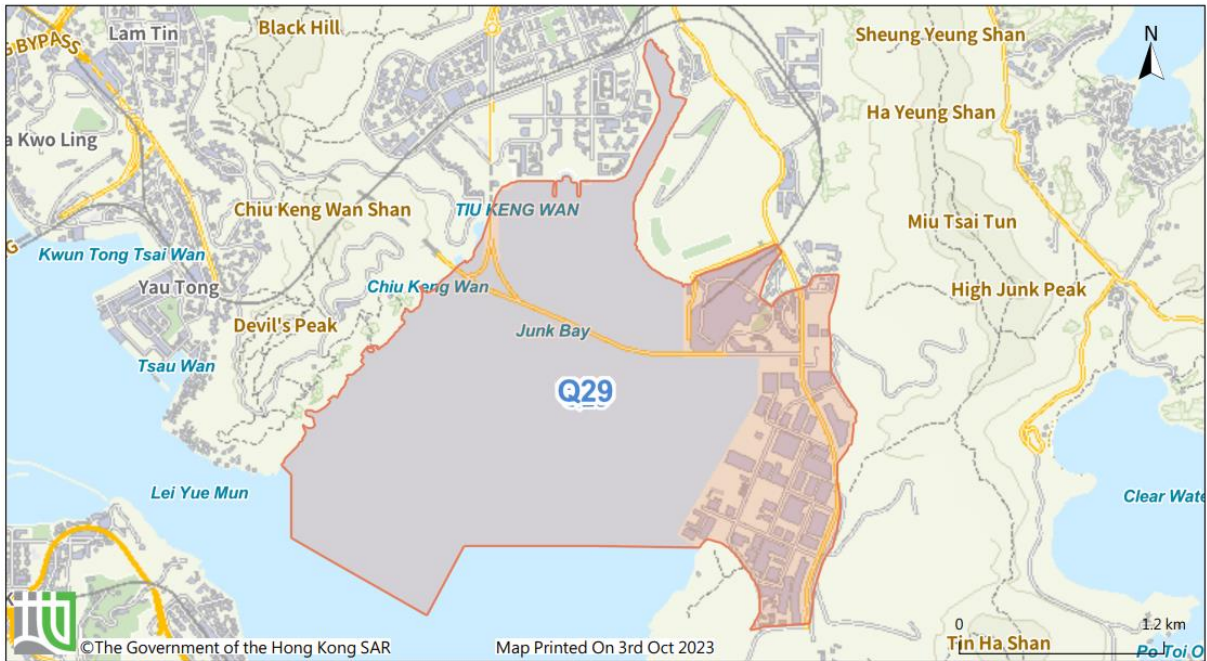 Lam Tin
Black Hill
Sheung Yeung Shan
N
G BYPASS
Ha Yeung Shan
a Kwo Ling
Chiu Keng Wan Shan
TIU KENG WAN
Miu Tsai Tun
G
Kwun Tong Tsai Wan
Yau Tong
Chiu Keng Wan
High Junk Peak
Devil's Peak
Junk Bay
Tsau Wan
Q29
Lei Yue Mun
Clear Wate
0
1.2 km
©The Government of the Hong Kong SAR
Map Printed On 3rd Oct 2023
Tin Ha Shan
Po Toi O